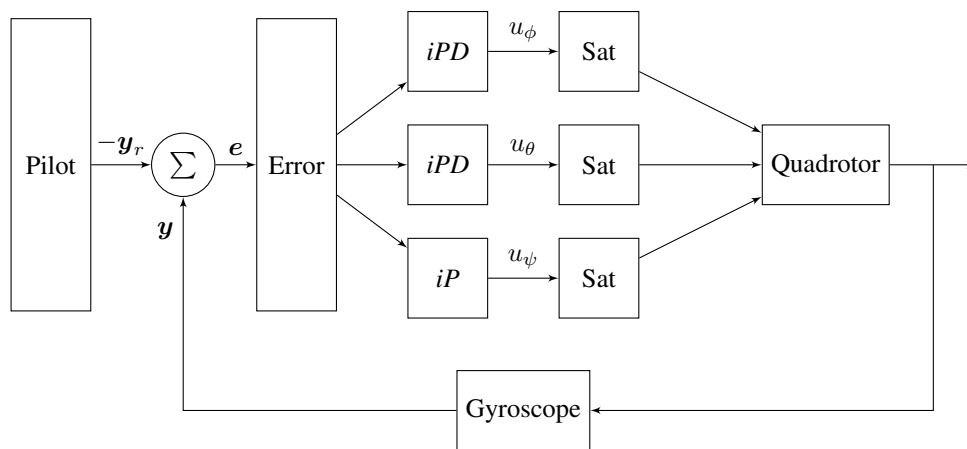 iPD
u_ϕ
Sat
Pilot
−y_r
∑
e
Error
iPD
u_θ
Sat
Quadrotor
y
iP
u_ψ
Sat
Gyroscope